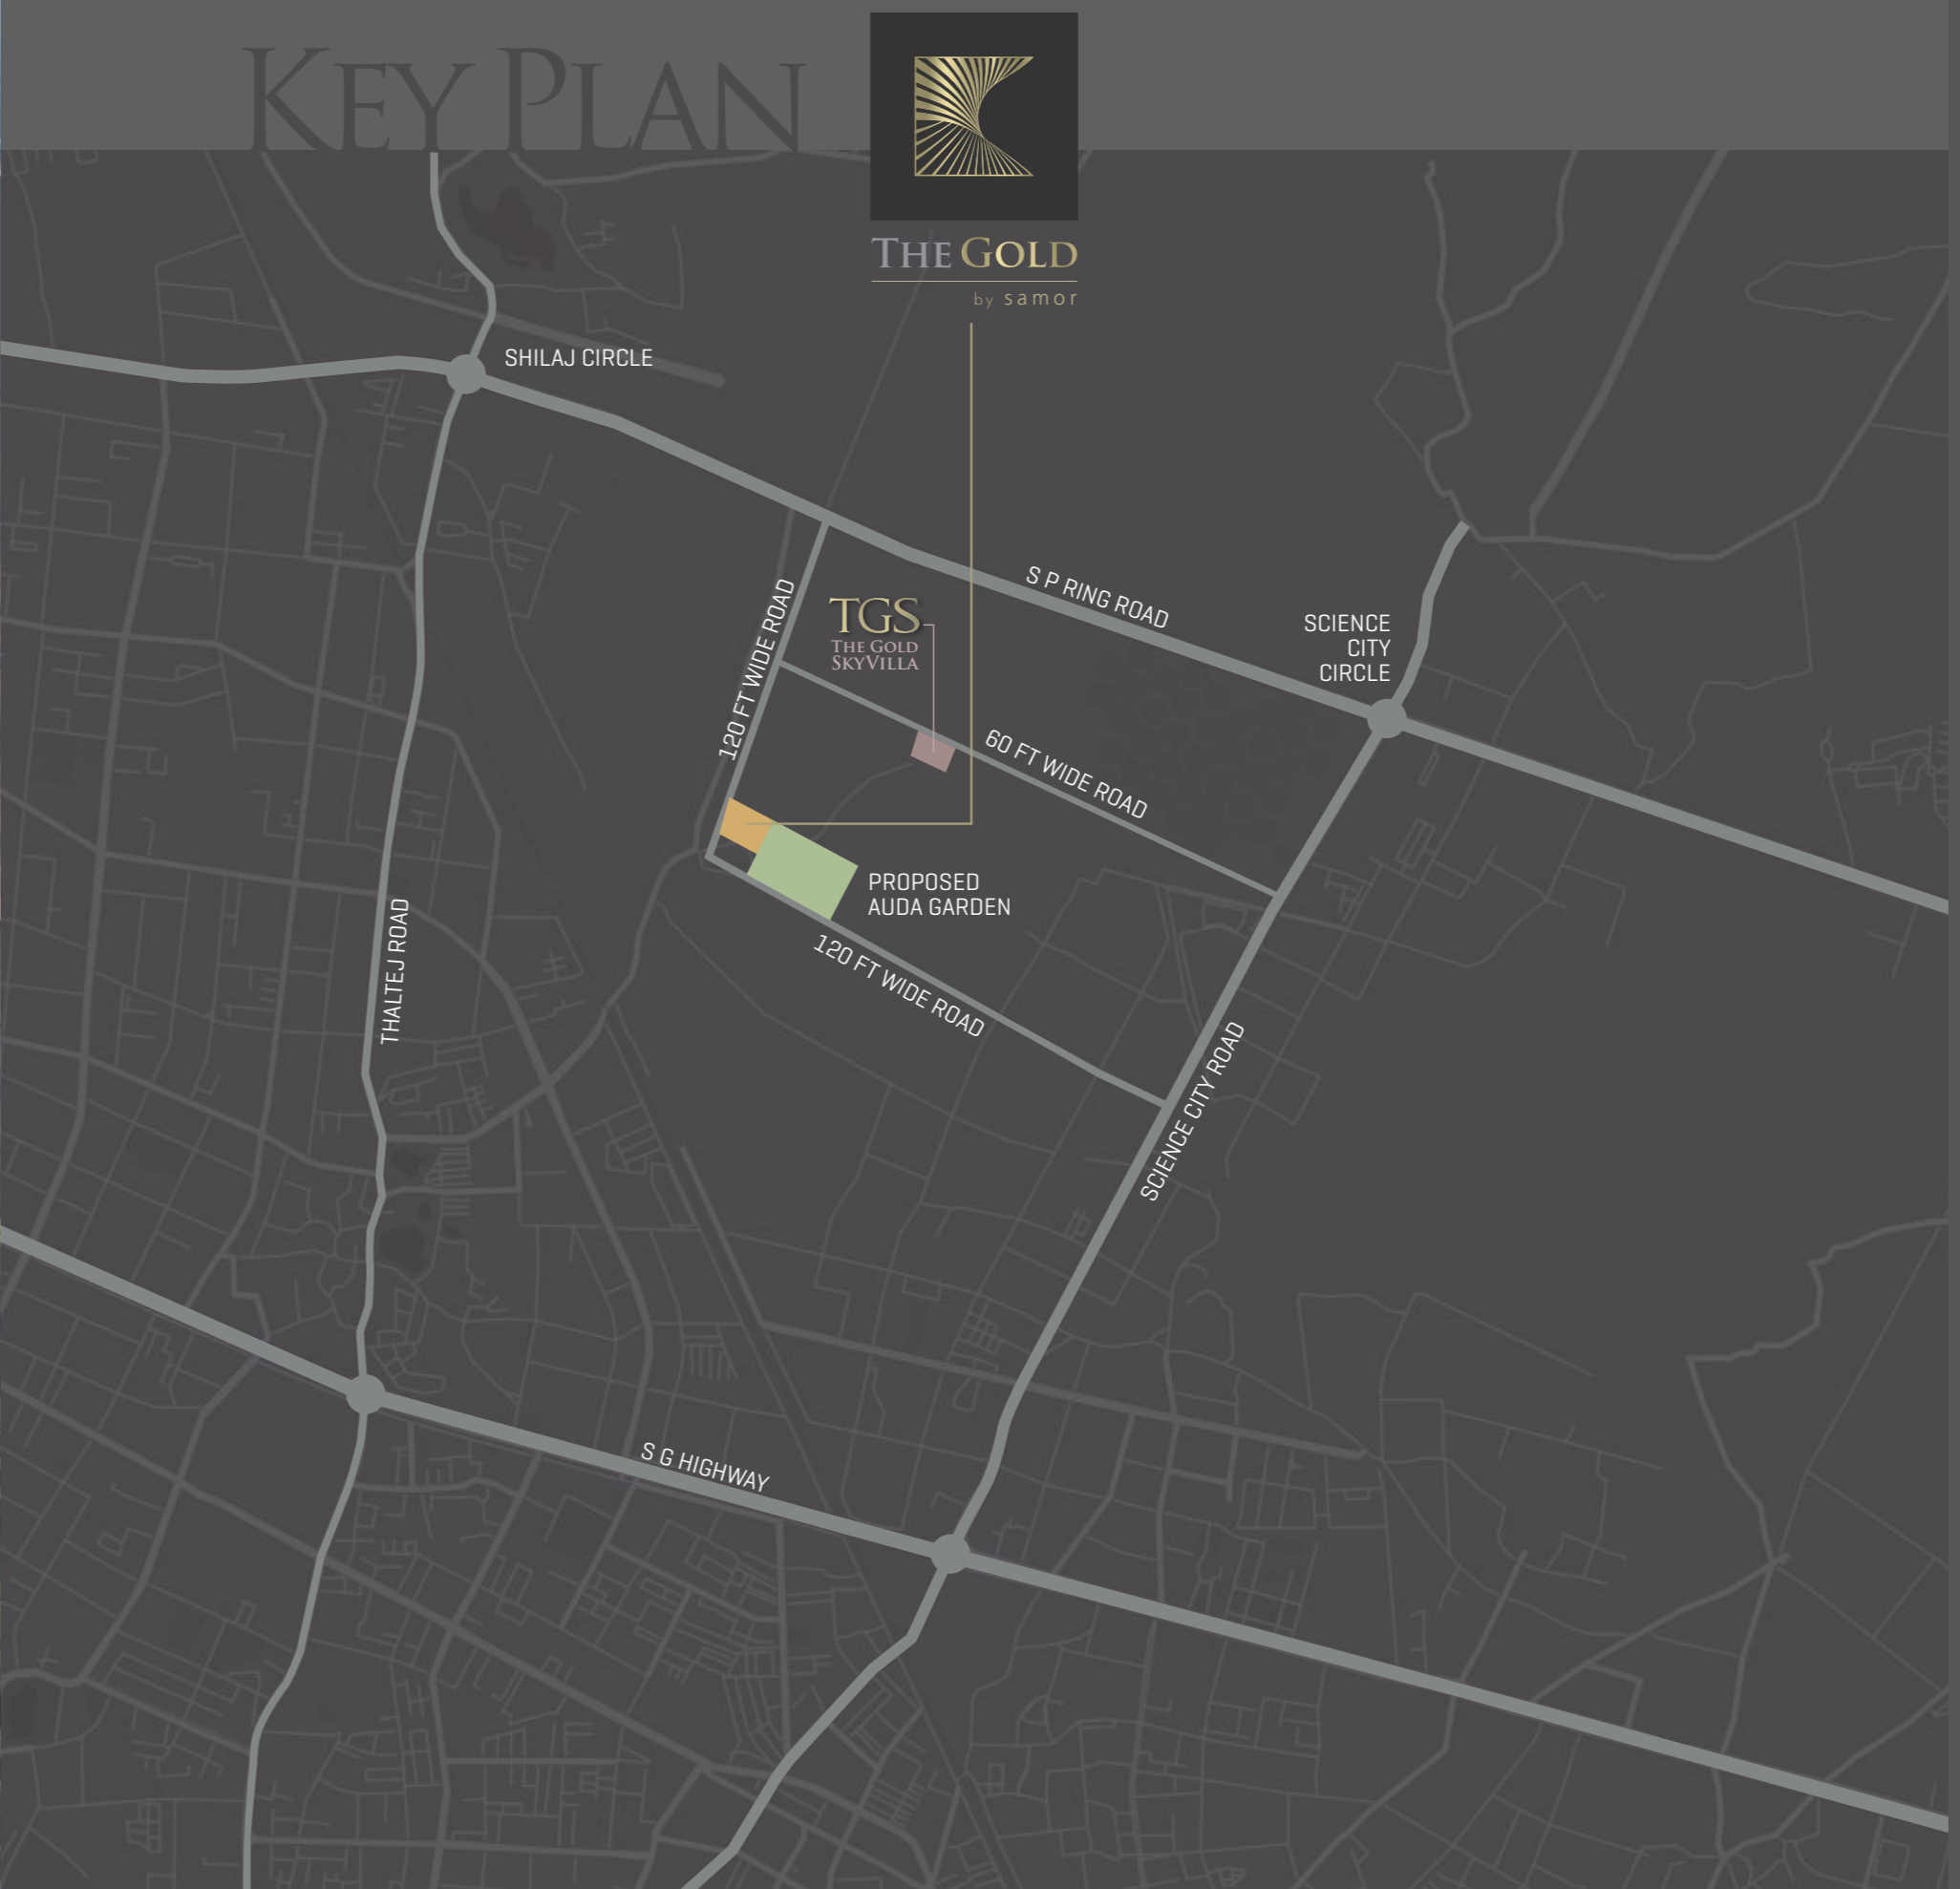 KEY PLAN
THE GOLD
by samor
SHILAJ CIRCLE
S P RING ROAD
SCIENCE
CITY
CIRCLE
120 FT WIDE ROAD
TGS
THE GOLD
SKYVILLA
60 FT WIDE ROAD
PROPOSED
AUDA GARDEN
120 FT WIDE ROAD
THALTEJ ROAD
SCIENCE CITY ROAD
S G HIGHWAY